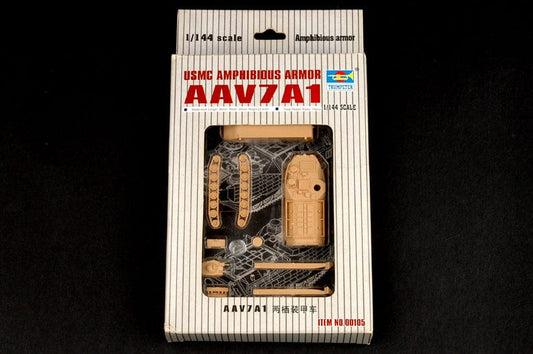 1/144 scale
Amphibious armor
USMC AMPHIBIOUS ARMOR
AAV7A1
TRUMPETER
1/144 SCALE
AAV7A1 两栖装甲车
ITEM NO.00105